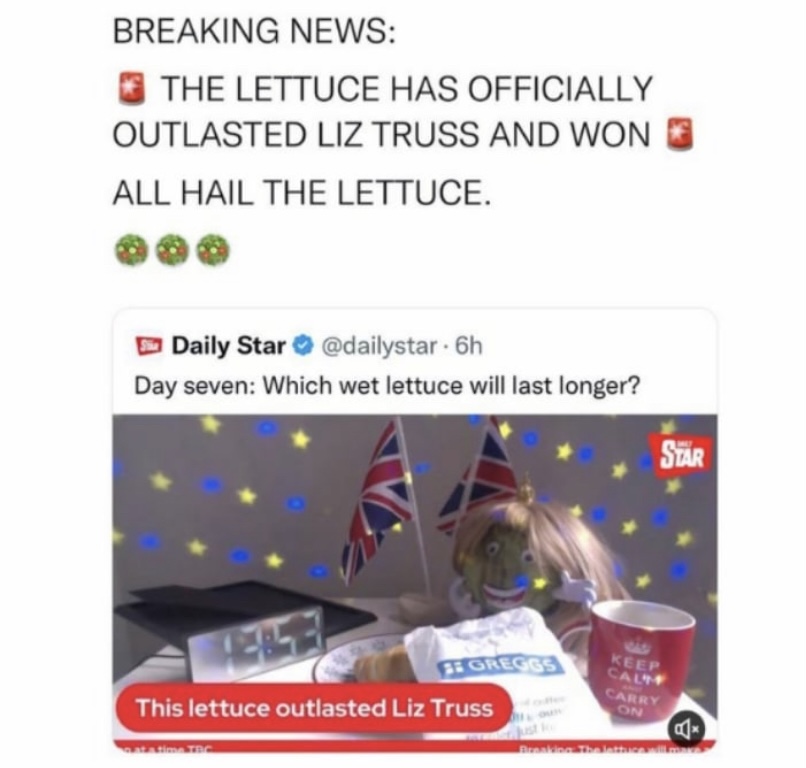 BREAKING NEWS:
🚨 THE LETTUCE HAS OFFICIALLY
OUTLASTED LIZ TRUSS AND WON 🚨
ALL HAIL THE LETTUCE.
🥗🥗🥗
Daily Star @dailystar · 6h
Day seven: Which wet lettuce will last longer?
DAILY
STAR
13:53
GREGGS
KEEP
CALM
AND
CARRY
ON
This lettuce outlasted Liz Truss
at a time TBC
Breaking: The lettuce will make